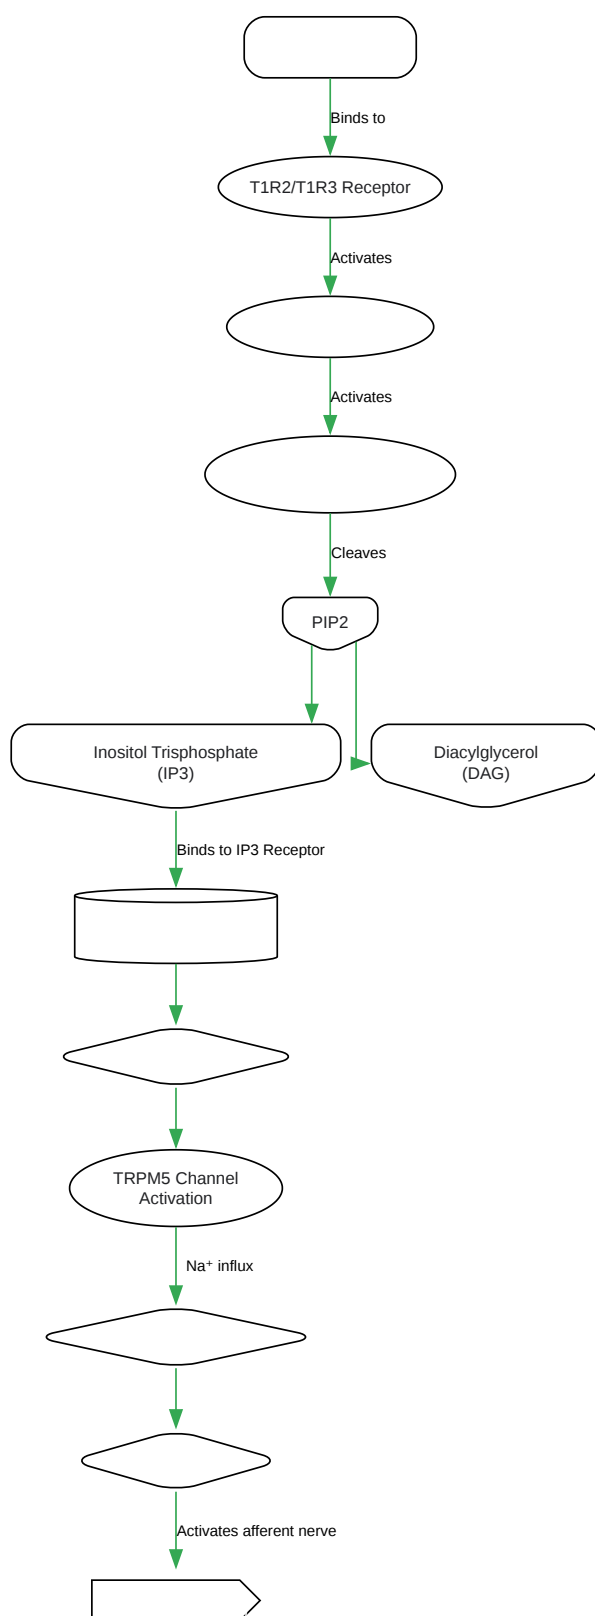 Binds to
T1R2/T1R3 Receptor
Activates
Activates
Cleaves
PIP2
Inositol Trisphosphate
(IP3)
Diacylglycerol
(DAG)
Binds to IP3 Receptor
TRPM5 Channel
Activation
Na⁺ influx
Activates afferent nerve